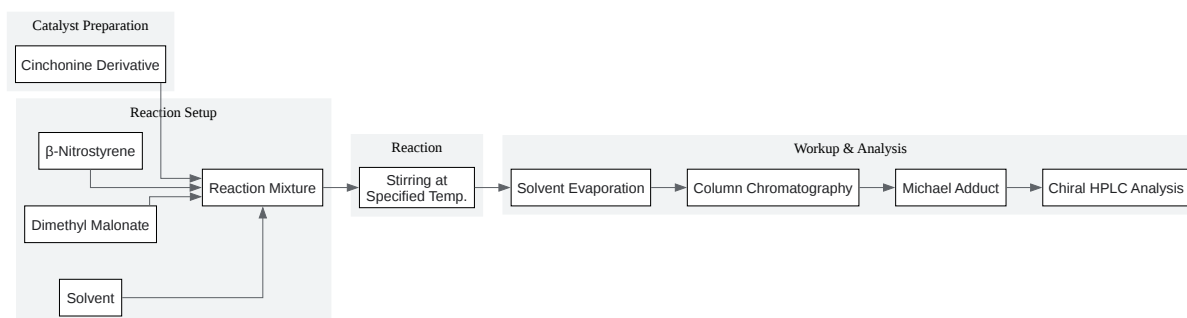 Catalyst Preparation
Cinchonine Derivative
Reaction Setup
β-Nitrostyrene
Dimethyl Malonate
Solvent
Reaction Mixture
Reaction
Stirring at
Specified Temp.
Workup & Analysis
Solvent Evaporation
Column Chromatography
Michael Adduct
Chiral HPLC Analysis